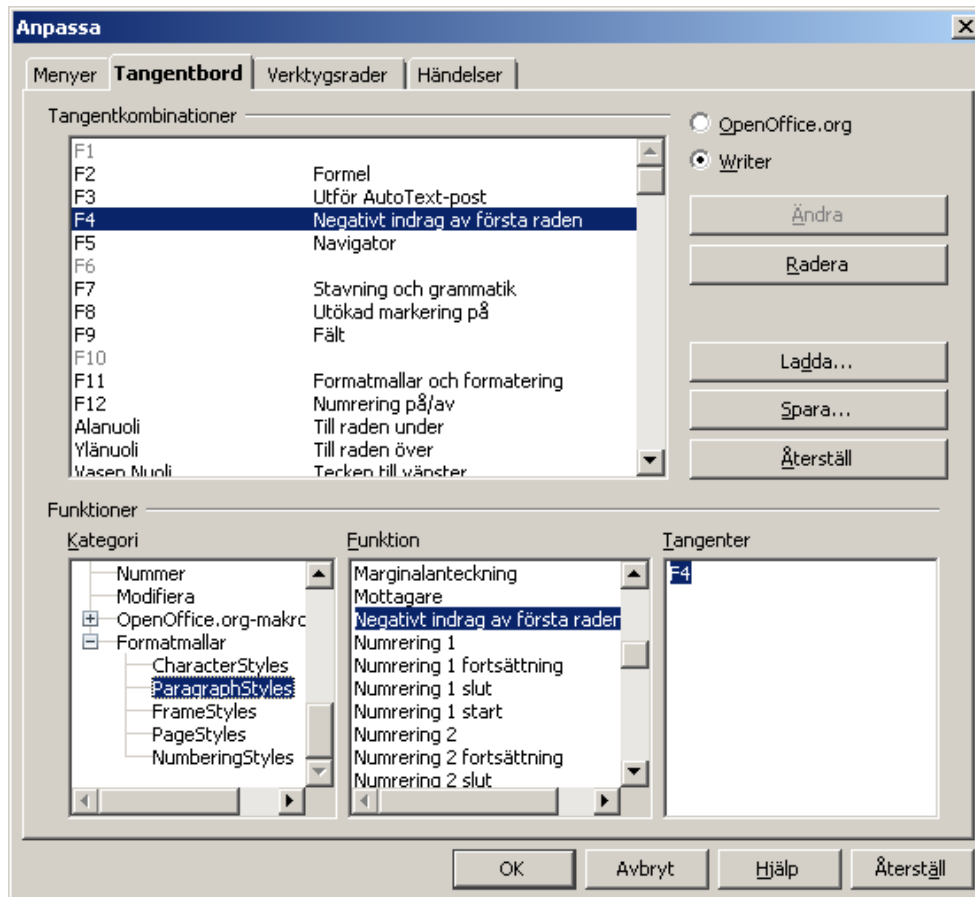 Anpassa
Menyer Tangentbord Verktygsrader Händelser
Tangentkombinationer
F1
F2 Formel
F3 Utför AutoText-post
F4 Negativt indrag av första raden
F5 Navigator
F6
F7 Stavning och grammatik
F8 Utökad markering på
F9 Fält
F10
F11 Formatmallar och formatering
F12 Numrering på/av
Alanuoli Till raden under
Ylänuoli Till raden över
Vasen Nuoli Tecken till vänster
OpenOffice.org
Writer
Ändra
Radera
Ladda...
Spara...
Återställ
Funktioner
Kategori
Nummer
Modifiera
OpenOffice.org-makro
Formatmallar
CharacterStyles
ParagraphStyles
FrameStyles
PageStyles
NumberingStyles
Funktion
Marginalanteckning
Mottagare
Negativt indrag av första raden
Numrering 1
Numrering 1 fortsättning
Numrering 1 slut
Numrering 1 start
Numrering 2
Numrering 2 fortsättning
Numrering 2 slut
Tangenter
F4
OK Avbryt Hjälp Återställ